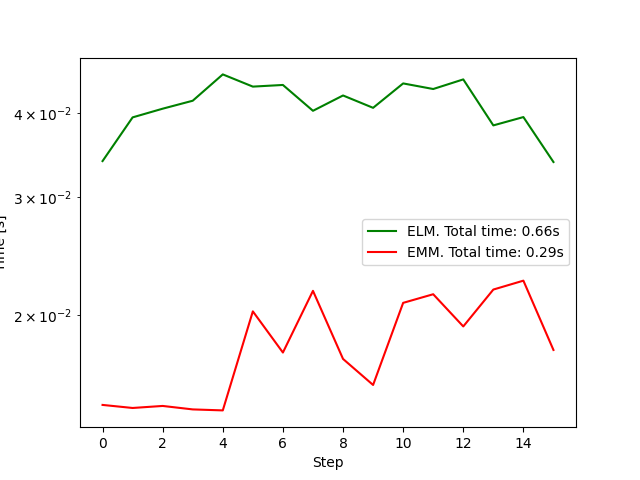 4 × 10⁻²
3 × 10⁻²
2 × 10⁻²
ELM. Total time: 0.66s
EMM. Total time: 0.29s
0 2 4 6 8 10 12 14
Step